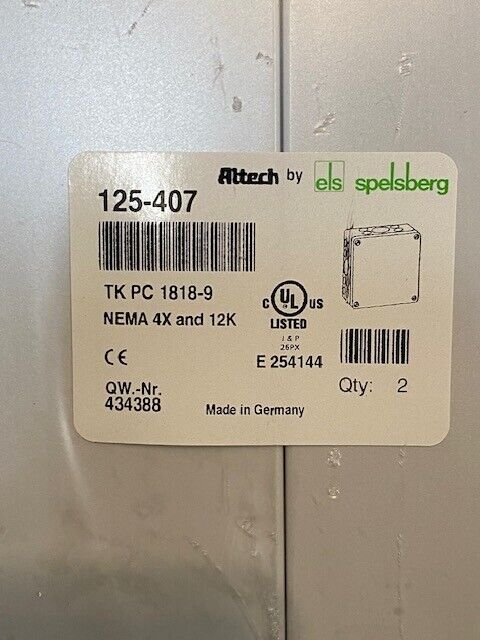 Altech by els spelsberg
125-407
TK PC 1818-9
NEMA 4X and 12K
C UL US
LISTED
J & P
26PX
E 254144
CE
QW.-Nr.
434388
Made in Germany
Qty: 2